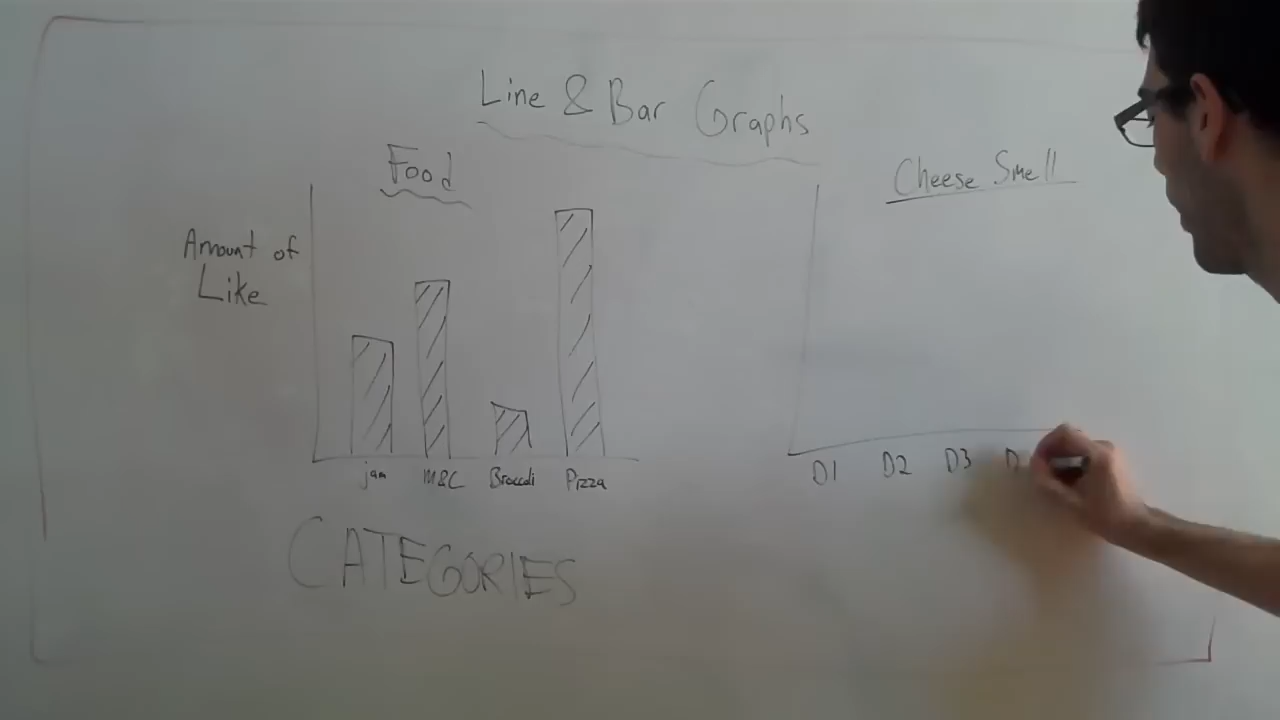 Line & Bar Graphs
Food
Cheese Smell
Amount of
Like
jam M&C Broccoli Pizza
D1 D2 D3 D
CATEGORIES